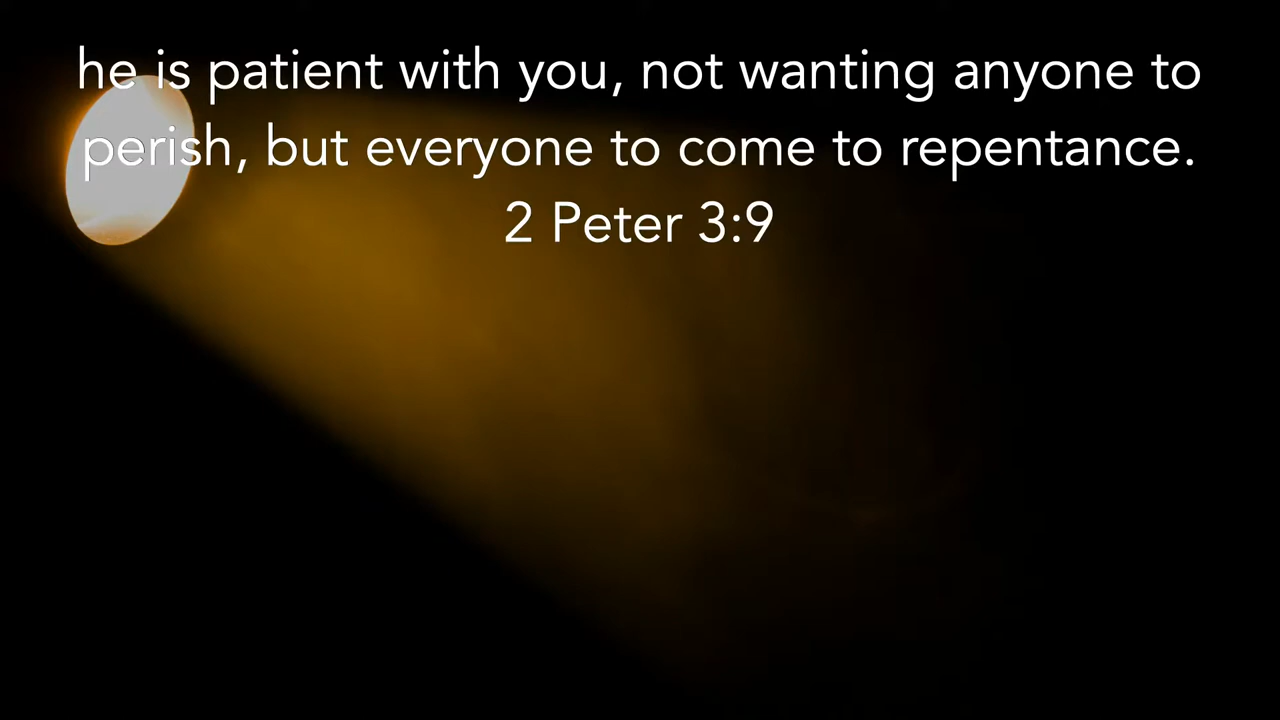 he is patient with you, not wanting anyone to
perish, but everyone to come to repentance.
2 Peter 3:9